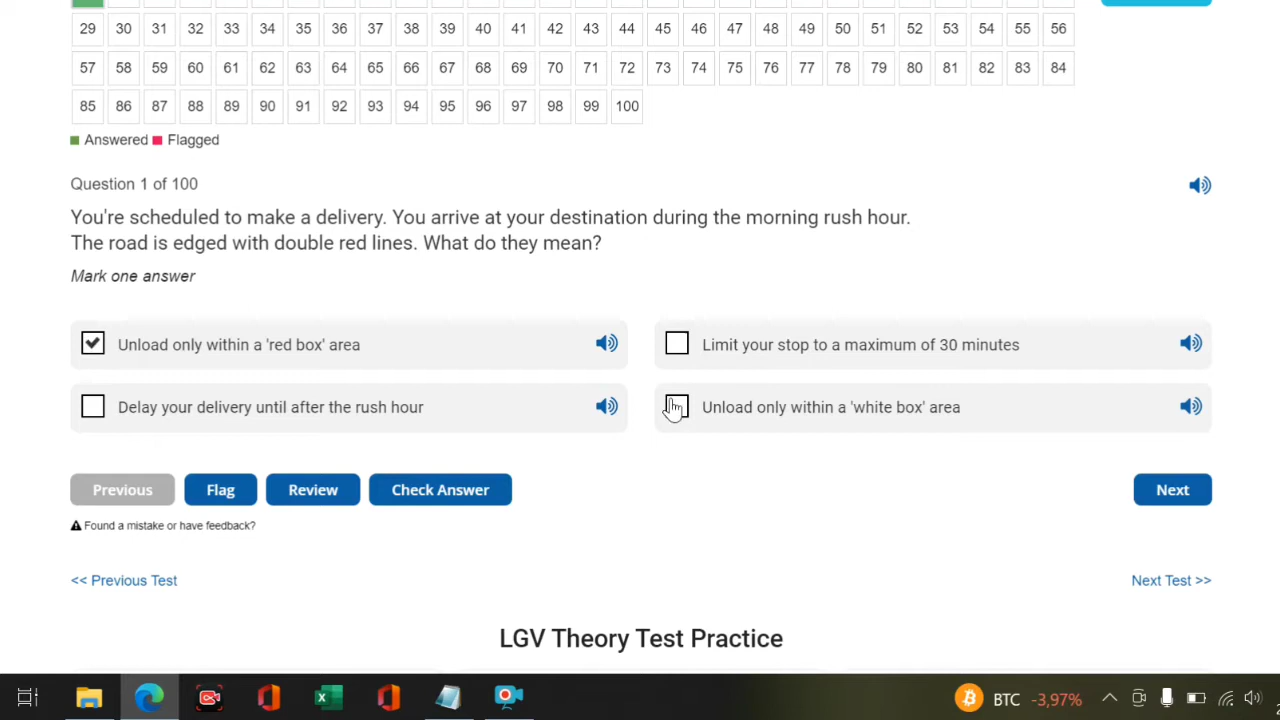 29 30 31 32 33 34 35 36 37 38 39 40 41 42 43 44 45 46 47 48 49 50 51 52 53 54 55 56
57 58 59 60 61 62 63 64 65 66 67 68 69 70 71 72 73 74 75 76 77 78 79 80 81 82 83 84
85 86 87 88 89 90 91 92 93 94 95 96 97 98 99 100
Answered Flagged
Question 1 of 100
You're scheduled to make a delivery. You arrive at your destination during the morning rush hour.
The road is edged with double red lines. What do they mean?
Mark one answer
Unload only within a 'red box' area
Limit your stop to a maximum of 30 minutes
Delay your delivery until after the rush hour
Unload only within a 'white box' area
Previous Flag Review Check Answer Next
Found a mistake or have feedback?
<< Previous Test Next Test >>
LGV Theory Test Practice
BTC -3,97%